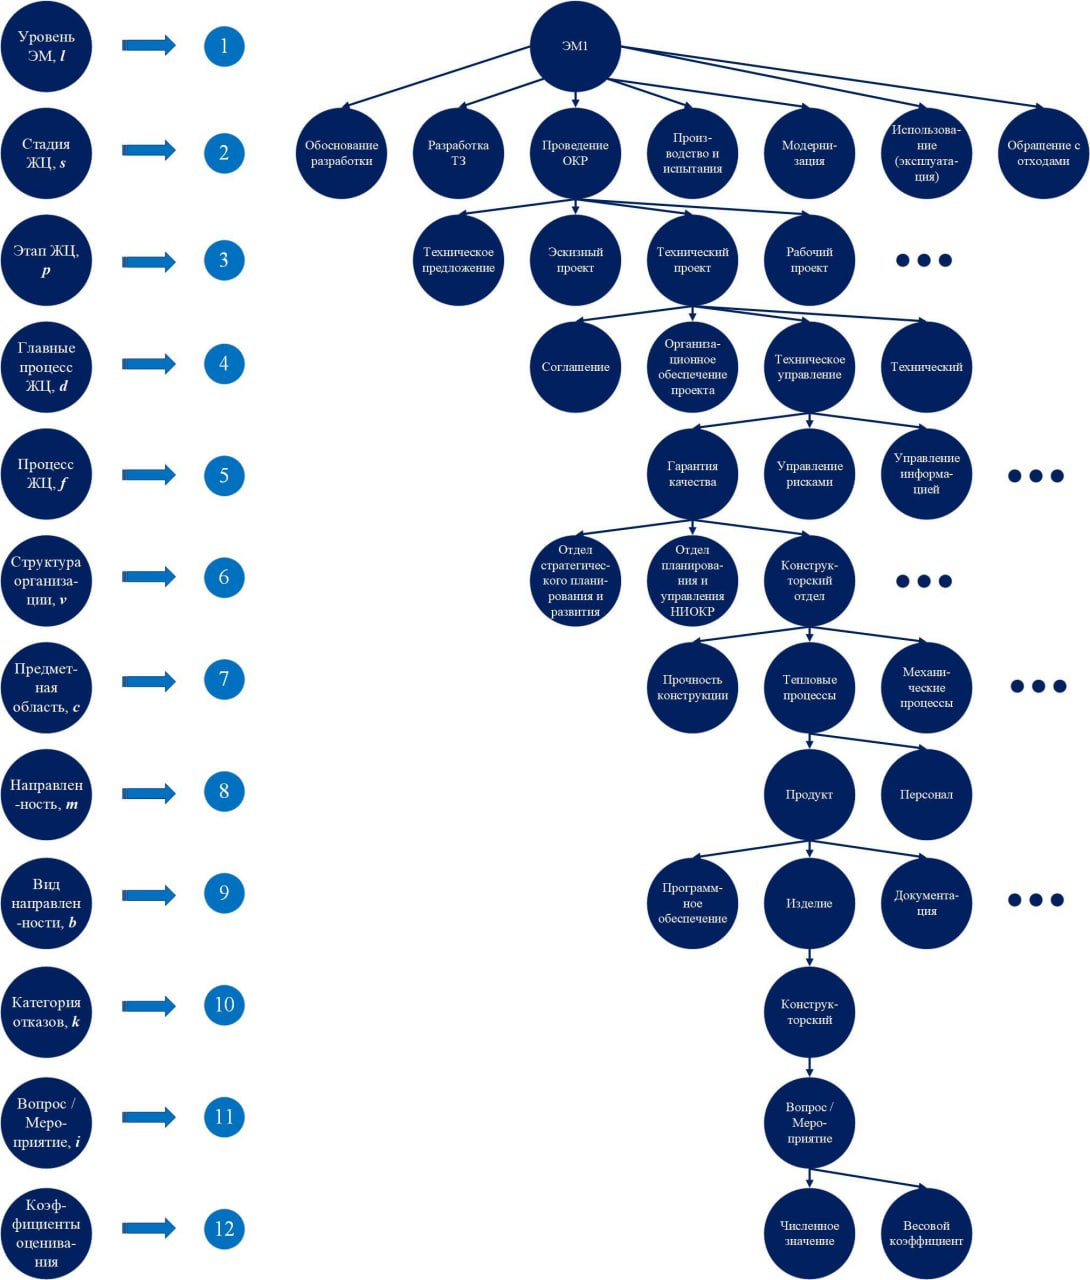 Уровень
ЭМ, l
1
ЭМ1
Стадия
ЖЦ, s
2
Обоснование
разработки
Разработка
ТЗ
Проведение
ОКР
Произ-
водство и
испытания
Модерни-
зация
Использова-
ние
(эксплуата-
ция)
Обращение с
отходами
Этап ЖЦ,
p
3
Техническое
предложение
Эскизный
проект
Технический
проект
Рабочий
проект
Главные
процесс
ЖЦ, d
4
Соглашение
Организа-
ционное
обеспечение
проекта
Техническое
управление
Технический
Процесс
ЖЦ, f
5
Гарантия
качества
Управление
рисками
Управление
информа-
цией
Структура
организа-
ции, v
6
Отдел
стратегичес-
кого плани-
рования и
развития
Отдел
планирова-
ния и
управления
НИОКР
Конструк-
торский
отдел
Предмет-
ная
область, c
7
Прочность
конструкции
Тепловые
процессы
Механи-
ческие
процессы
Направлен
-ность, m
8
Продукт
Персонал
Вид
направлен
-ности, b
9
Программ-
ное
обеспечение
Изделие
Документа-
ция
Категория
отказов, k
10
Конструк-
торский
Вопрос /
Меро-
приятие, i
11
Вопрос /
Меро-
приятие
Коэф-
фициенты
оценива-
ния
12
Численное
значение
Весовой
коэффициент